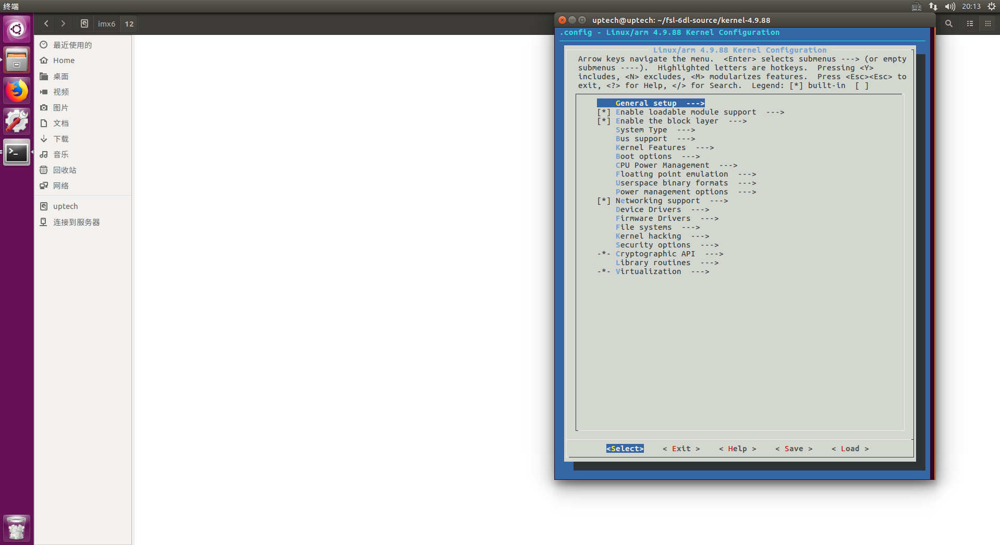 终端
20:13
imx6
12
最近使用的
Home
桌面
视频
图片
文档
下载
音乐
回收站
网络
uptech
连接到服务器
uptech@uptech: ~/fsl-6dl-source/kernel-4.9.88
.config - Linux/arm 4.9.88 Kernel Configuration
Linux/arm 4.9.88 Kernel Configuration
Arrow keys navigate the menu.  <Enter> selects submenus ---> (or empty
submenus ----).  Highlighted letters are hotkeys.  Pressing <Y>
includes, <N> excludes, <M> modularizes features.  Press <Esc><Esc> to
exit, <?> for Help, </> for Search.  Legend: [*] built-in  [ ]
General setup  --->
[*] Enable loadable module support  --->
[*] Enable the block layer  --->
System Type  --->
Bus support  --->
Kernel Features  --->
Boot options  --->
CPU Power Management  --->
Floating point emulation  --->
Userspace binary formats  --->
Power management options  --->
[*] Networking support  --->
Device Drivers  --->
Firmware Drivers  --->
File systems  --->
Kernel hacking  --->
Security options  --->
-*- Cryptographic API  --->
Library routines  --->
-*- Virtualization  --->
<Select>    < Exit >    < Help >    < Save >    < Load >